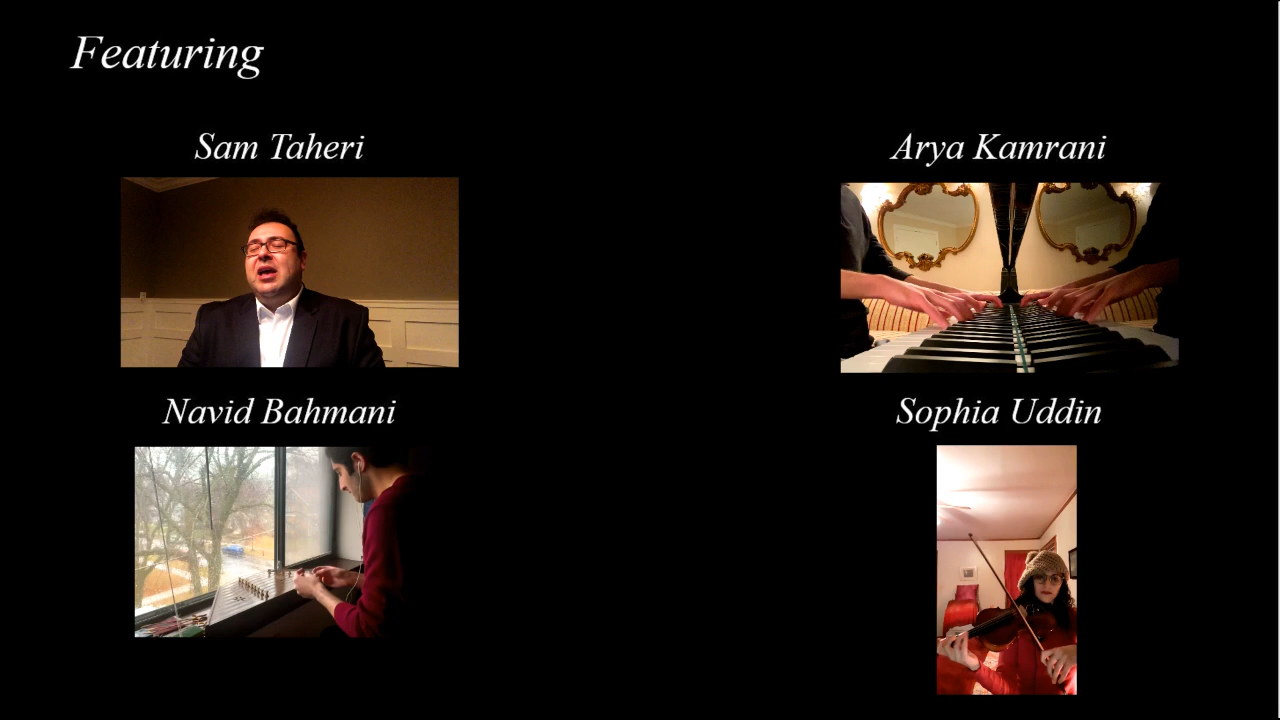 Featuring
Sam Taheri
Arya Kamrani
Navid Bahmani
Sophia Uddin